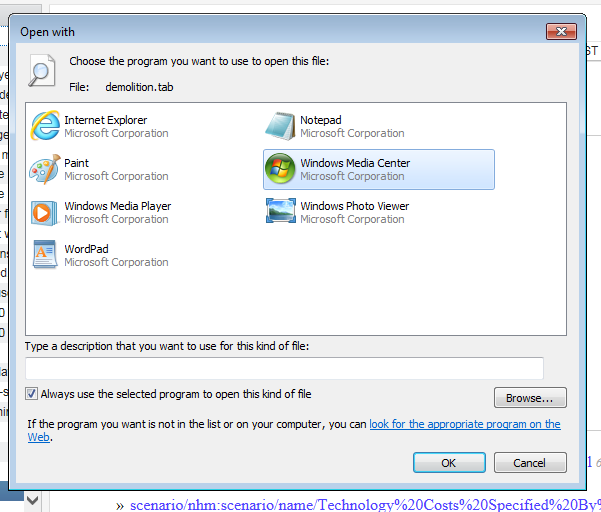 Open with
ST
Choose the program you want to use to open this file:
File: demolition.tab
Internet Explorer
Microsoft Corporation
Notepad
Microsoft Corporation
Paint
Microsoft Corporation
Windows Media Center
Microsoft Corporation
Windows Media Player
Microsoft Corporation
Windows Photo Viewer
Microsoft Corporation
WordPad
Microsoft Corporation
Type a description that you want to use for this kind of file:
Always use the selected program to open this kind of file
Browse...
If the program you want is not in the list or on your computer, you can look for the appropriate program on the
Web.
OK
Cancel
» scenario/nhm:scenario/name/Technology%20Costs%20Specified%20By%